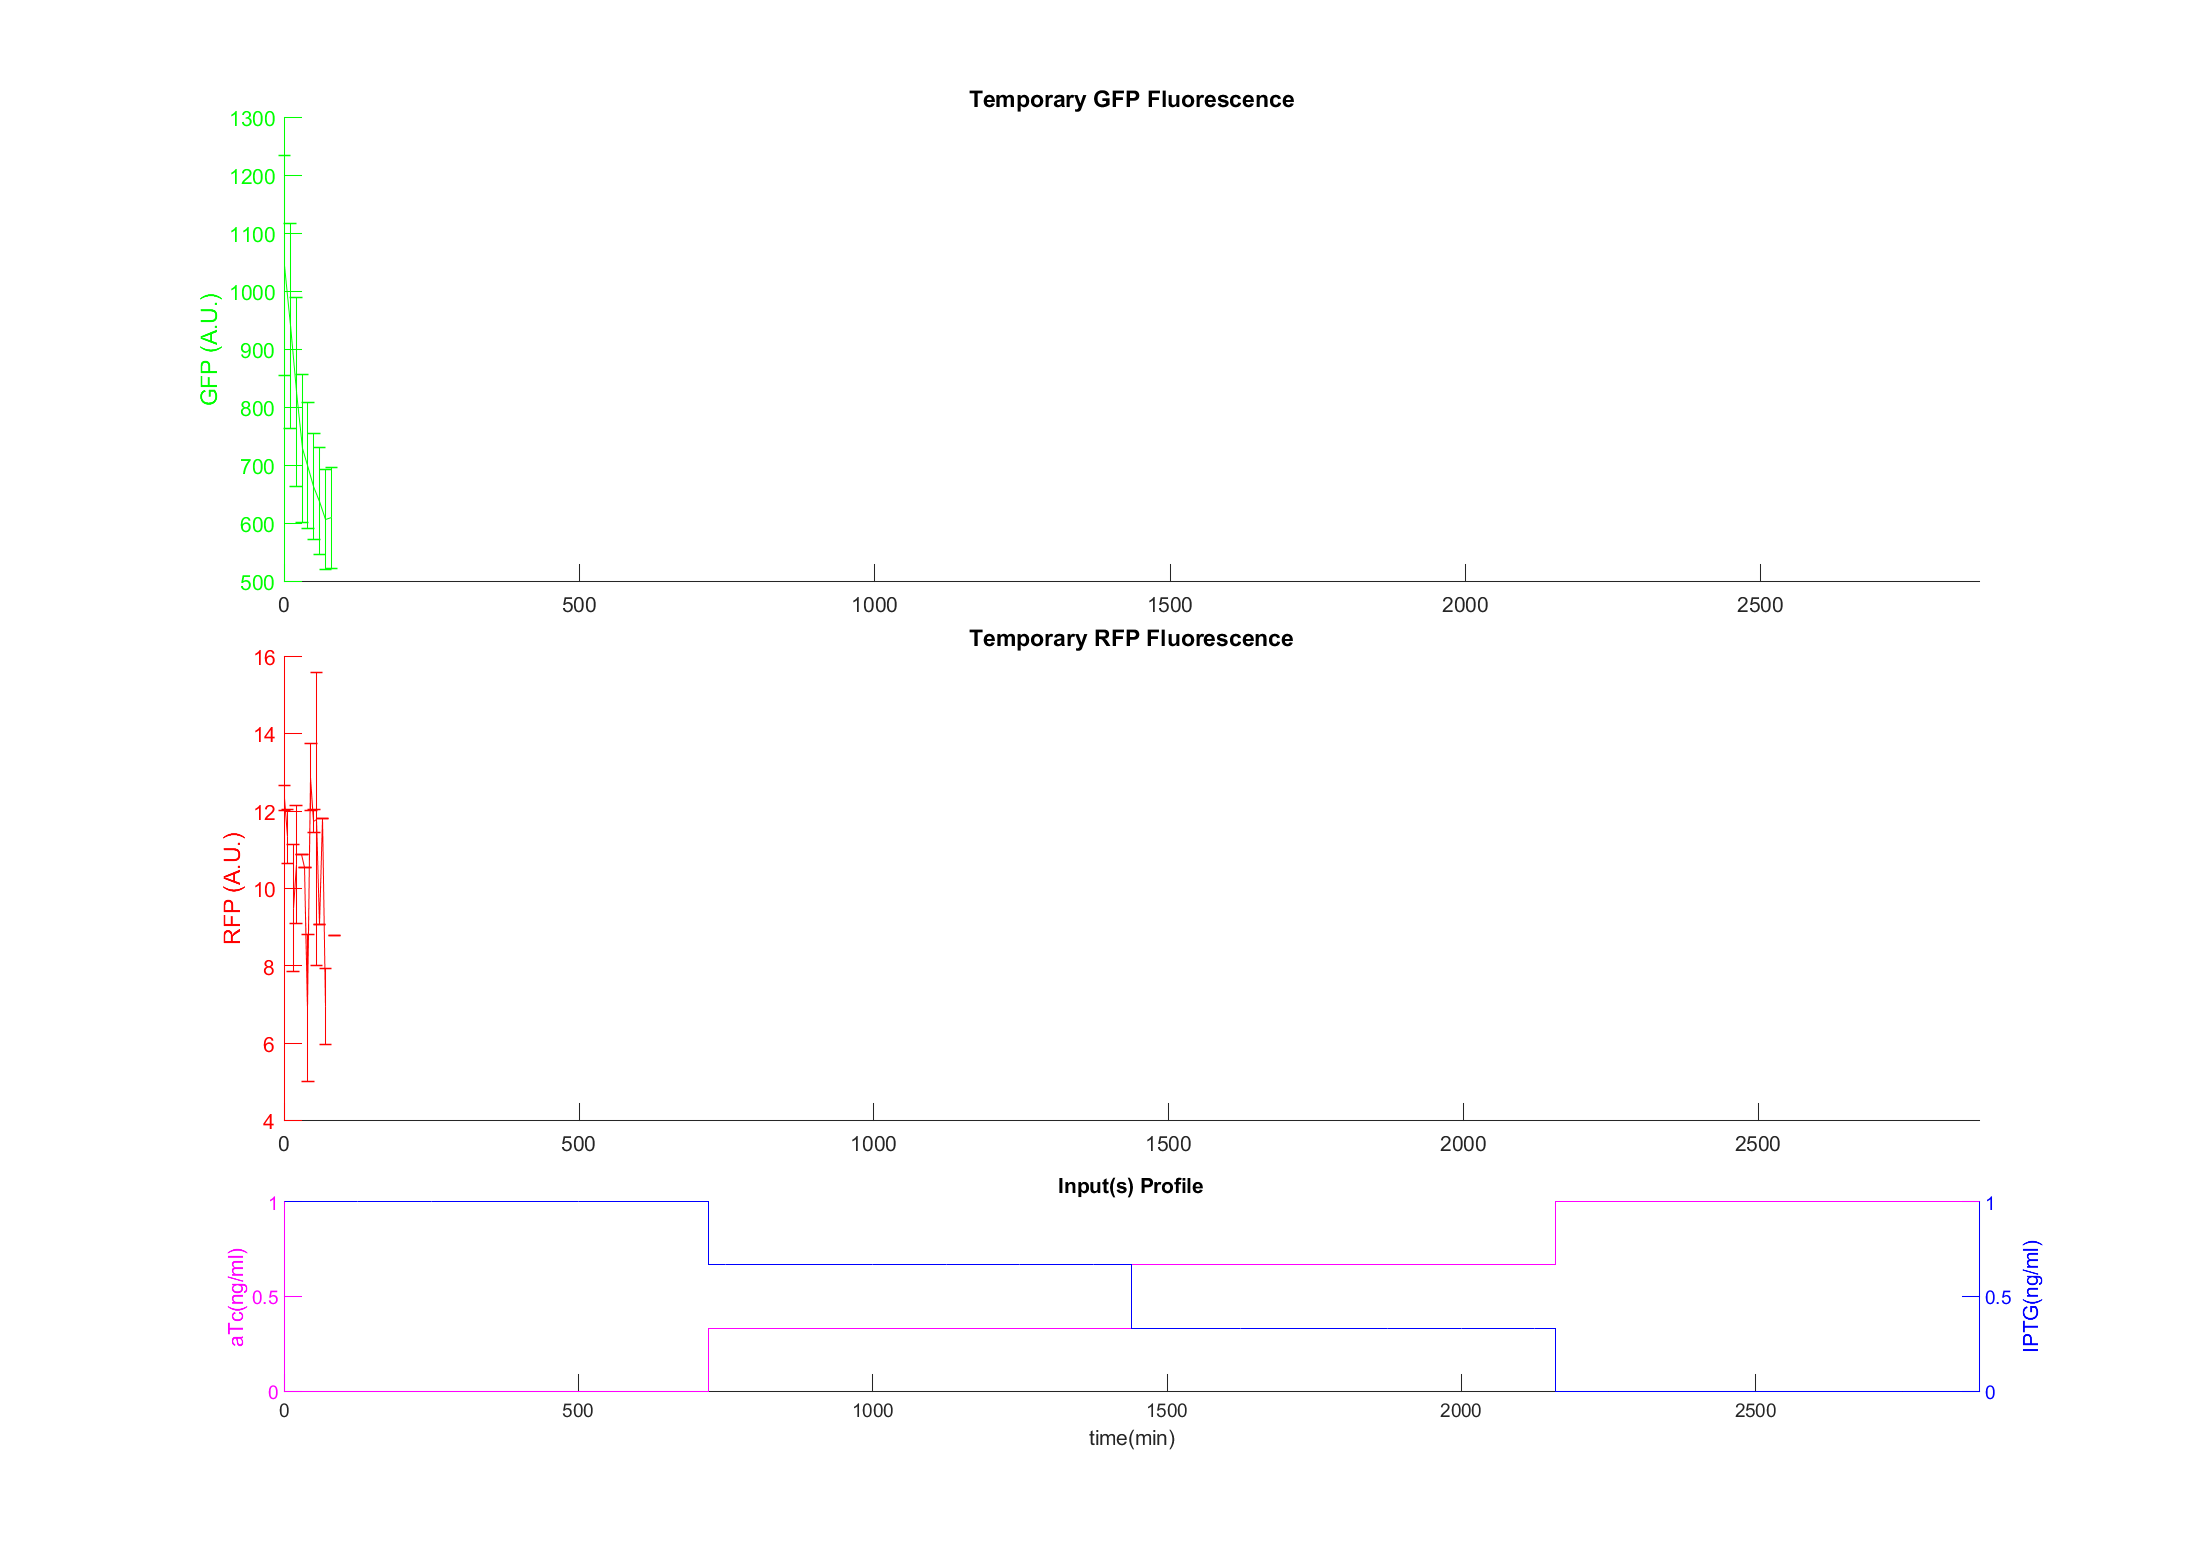 Temporary GFP Fluorescence
1300
1200
1100
1000
900
800
700
600
500
GFP (A.U.)
0 500 1000 1500 2000 2500
Temporary RFP Fluorescence
16
14
12
10
8
6
4
RFP (A.U.)
0 500 1000 1500 2000 2500
Input(s) Profile
1
0.5
0
aTc(ng/ml)
1
0.5
0
IPTG(ng/ml)
0 500 1000 1500 2000 2500
time(min)